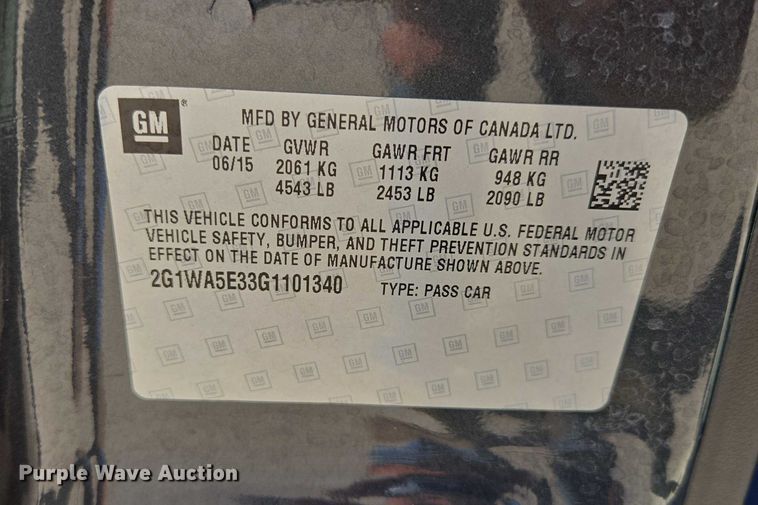 GM ®
MFD BY GENERAL MOTORS OF CANADA LTD.
DATE GVWR GAWR FRT GAWR RR
06/15 2061 KG 1113 KG 948 KG
4543 LB 2453 LB 2090 LB
THIS VEHICLE CONFORMS TO ALL APPLICABLE U.S. FEDERAL MOTOR
VEHICLE SAFETY, BUMPER, AND THEFT PREVENTION STANDARDS IN
EFFECT ON THE DATE OF MANUFACTURE SHOWN ABOVE.
2G1WA5E33G1101340 TYPE: PASS CAR
Purple Wave Auction